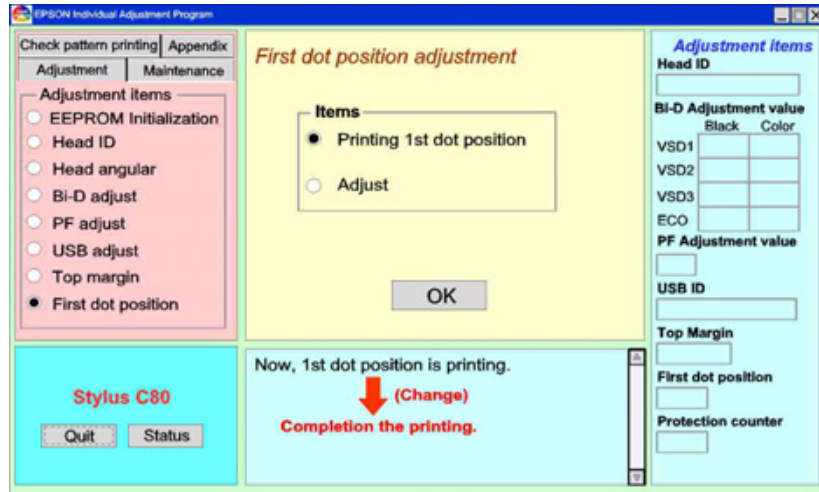 EPSON Individual Adjustment Program
Check pattern printing Appendix
Adjustment Maintenance
Adjustment items
EEPROM Initialization
Head ID
Head angular
Bi-D adjust
PF adjust
USB adjust
Top margin
First dot position
Stylus C80
Quit Status
First dot position adjustment
Items
Printing 1st dot position
Adjust
OK
Now, 1st dot position is printing.
(Change)
Completion the printing.
Adjustment items
Head ID
Bi-D Adjustment value
Black Color
VSD1
VSD2
VSD3
ECO
PF Adjustment value
USB ID
Top Margin
First dot position
Protection counter